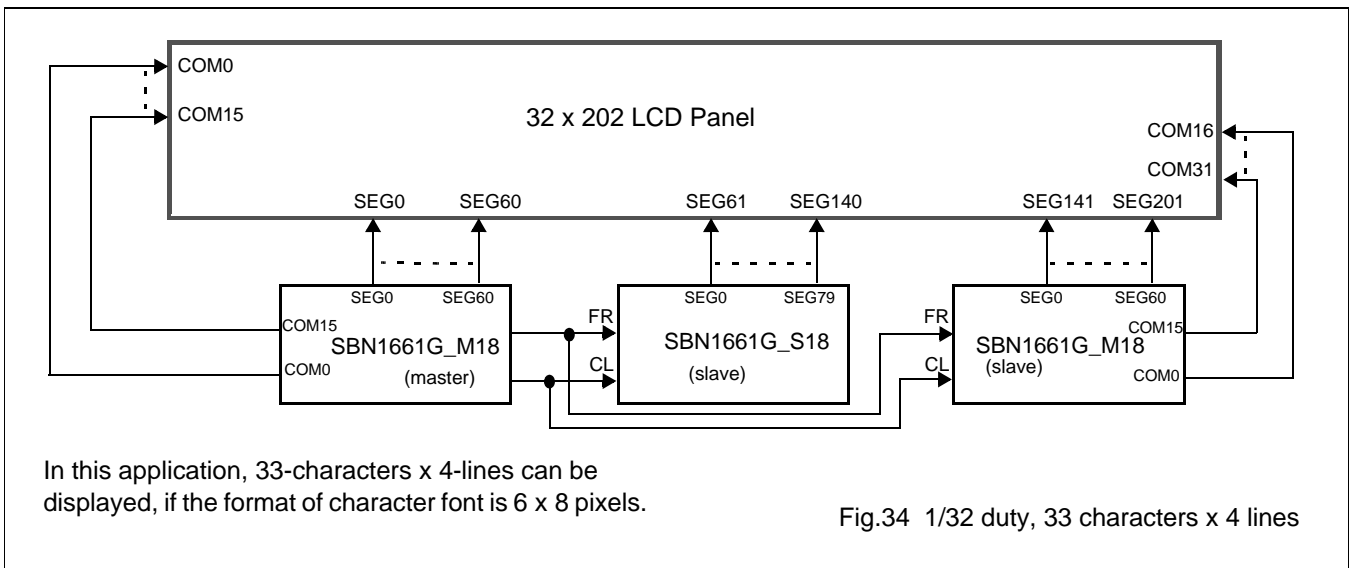 COM0
COM15
32 x 202 LCD Panel
COM16
COM31
SEG0 SEG60 SEG61 SEG140 SEG141 SEG201
SEG0 SEG60 SEG0 SEG79 SEG0 SEG60
COM15
COM0
SBN1661G_M18
(master)
FR
CL
SBN1661G_S18
(slave)
FR
CL
SBN1661G_M18
(slave)
COM15
COM0
In this application, 33-characters x 4-lines can be
displayed, if the format of character font is 6 x 8 pixels.
Fig.34 1/32 duty, 33 characters x 4 lines